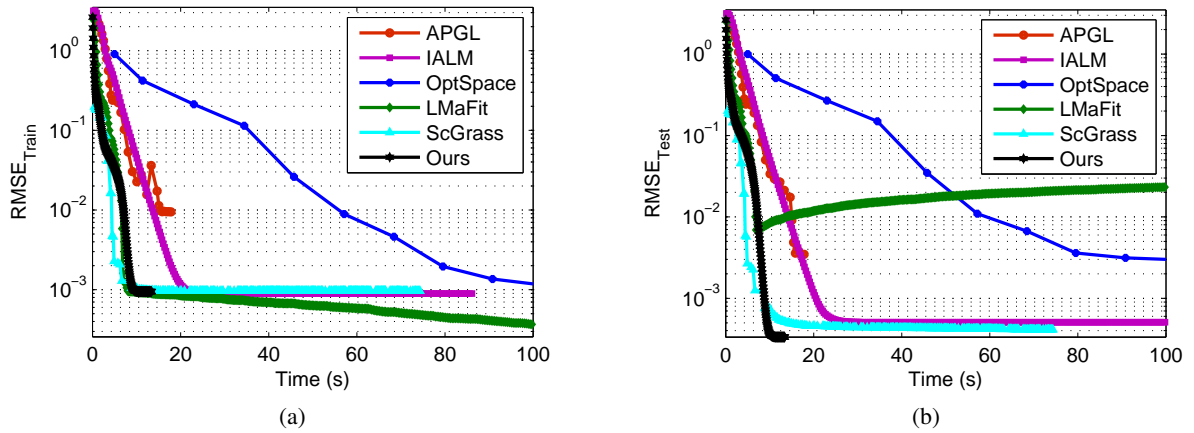 10^0
10^-1
10^-2
10^-3
RMSE_Train
0 20 40 60 80 100
Time (s)
APGL
IALM
OptSpace
LMaFit
ScGrass
Ours
(a)
10^0
10^-1
10^-2
10^-3
RMSE_Test
0 20 40 60 80 100
Time (s)
APGL
IALM
OptSpace
LMaFit
ScGrass
Ours
(b)